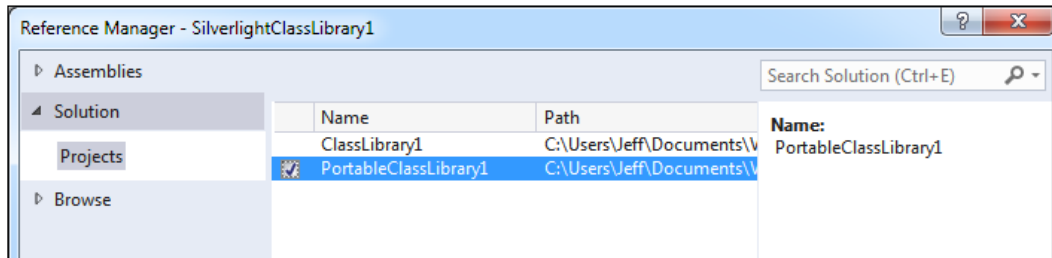 Reference Manager - SilverlightClassLibrary1
Assemblies
Search Solution (Ctrl+E)
Solution
Projects
Browse
Name Path
ClassLibrary1 C:\Users\Jeff\Documents\V
PortableClassLibrary1 C:\Users\Jeff\Documents\V
Name:
PortableClassLibrary1